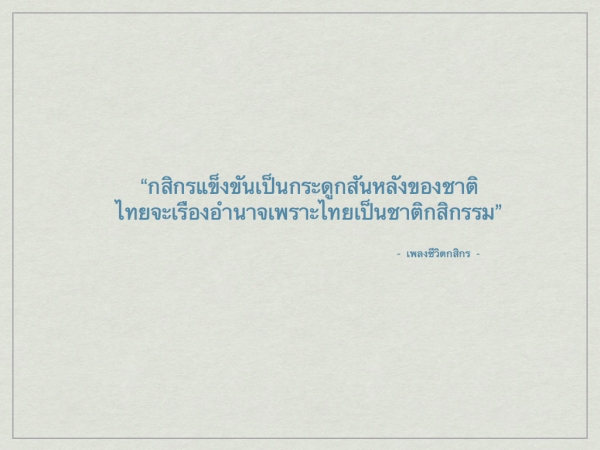 “กสิกรแข็งขันเป็นกระดูกสันหลังของชาติ
ไทยจะเรืองอำนาจเพราะไทยเป็นชาติกสิกรรม”
- เพลงชีวิตกสิกร -